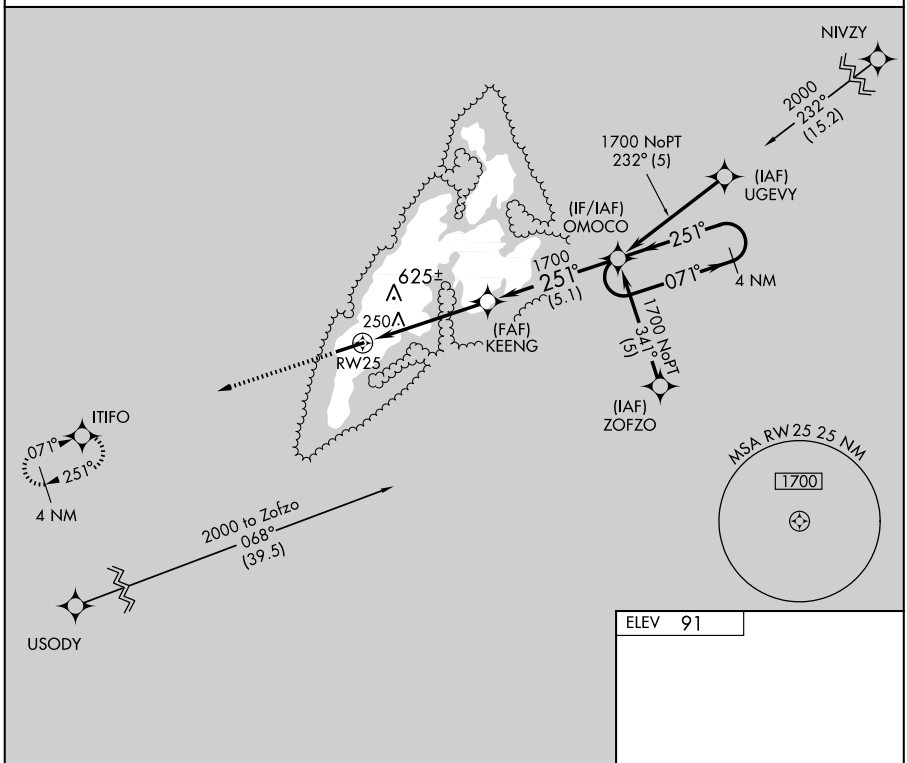 NIVZY
2000
232°
(15.2)
1700 NoPT
232° (5)
(IAF)
UGEVY
(IF/IAF)
OMOCO
251°
071°
4 NM
1700
251°
(5.1)
625±
250
(FAF)
KEENG
RW25
1700 NoPT
341°
(5)
(IAF)
ZOFZO
ITIFO
071°
251°
4 NM
MSA RW25 25 NM
1700
2000 to Zofzo
068°
(39.5)
USODY
ELEV 91